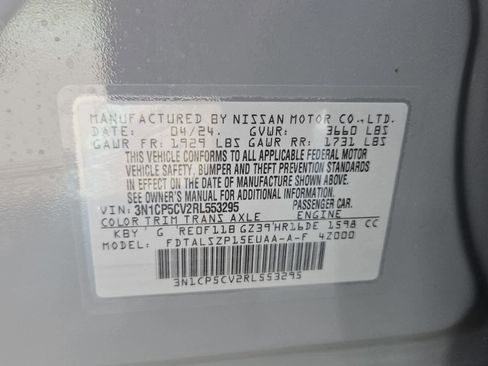 MANUFACTURED BY NISSAN MOTOR CO.,LTD.
DATE: 04/24. GVWR: 3660 LBS
GAWR FR: 1929 LBS GAWR RR: 1731 LBS
THIS VEHICLE CONFORMS TO ALL APPLICABLE FEDERAL MOTOR
VEHICLE SAFETY, BUMPER AND THEFT PREVENTION STANDARDS
IN EFFECT ON THE DATE OF MANUFACTURE SHOWN ABOVE.
SEE OWNER'S MANUAL FOR ADDITIONAL INFORMATION.
VIN: 3N1CP5CV2RL553295 PASSENGER CAR.
COLOR TRIM TRANS AXLE ENGINE
KBY G RE0F11B GZ39 HR16DE 1598 CC
MODEL: FDTALSZP15EUAA-A-F 4Z000
3N1CP5CV2RL553295